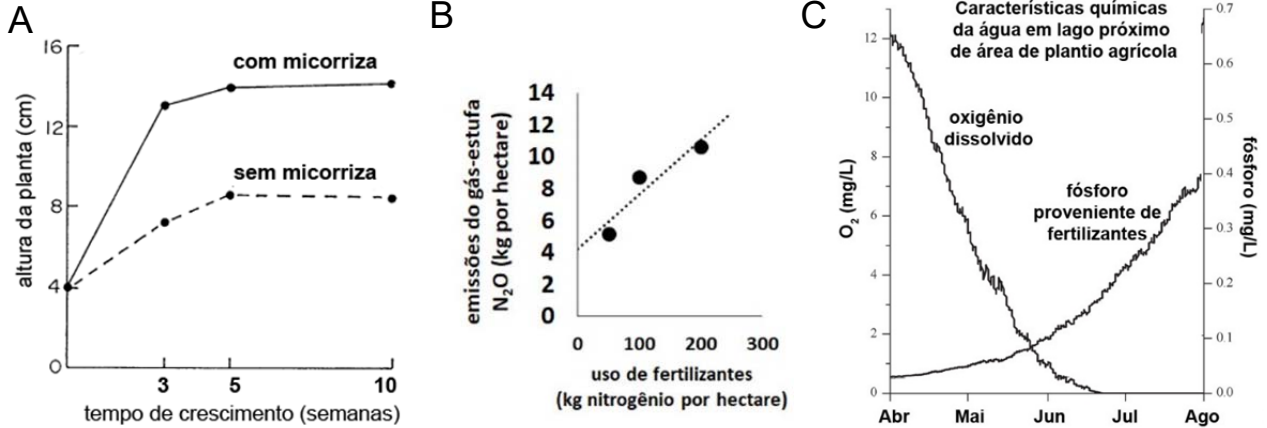 A
altura da planta (cm)
16
12
8
4
0
com micorriza
sem micorriza
3
5
10
tempo de crescimento (semanas)
B
emissões do gás-estufa
N₂O (kg por hectare)
14
12
10
8
6
4
2
0
0
100
200
300
uso de fertilizantes
(kg nitrogênio por hectare)
C
Características químicas
da água em lago próximo
de área de plantio agrícola
O₂ (mg/L)
12
10
8
6
4
2
0
oxigênio
dissolvido
fósforo
proveniente de
fertilizantes
0.7
0.6
0.5
0.4
0.3
0.2
0.1
0.0
fósforo (mg/L)
Abr
Mai
Jun
Jul
Ago